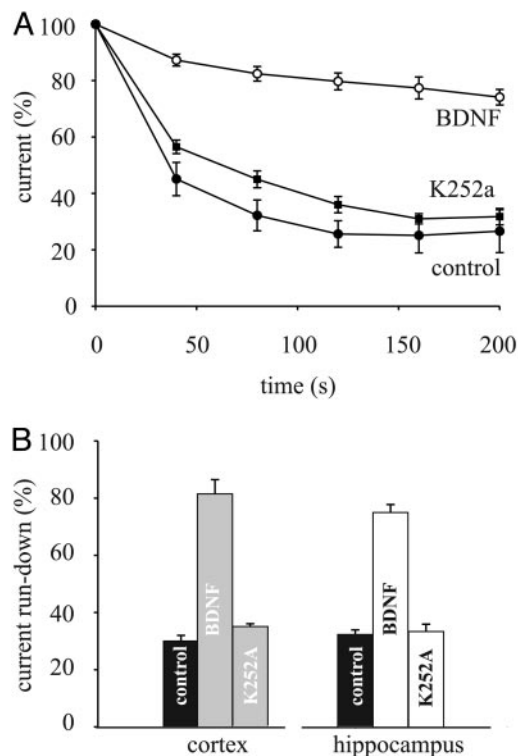 A
100
80
60
40
20
0
current (%)
BDNF
K252a
control
0 50 100 150 200
time (s)
B
100
80
60
40
20
0
current run-down (%)
control
BDNF
K252A
control
BDNF
K252A
cortex hippocampus